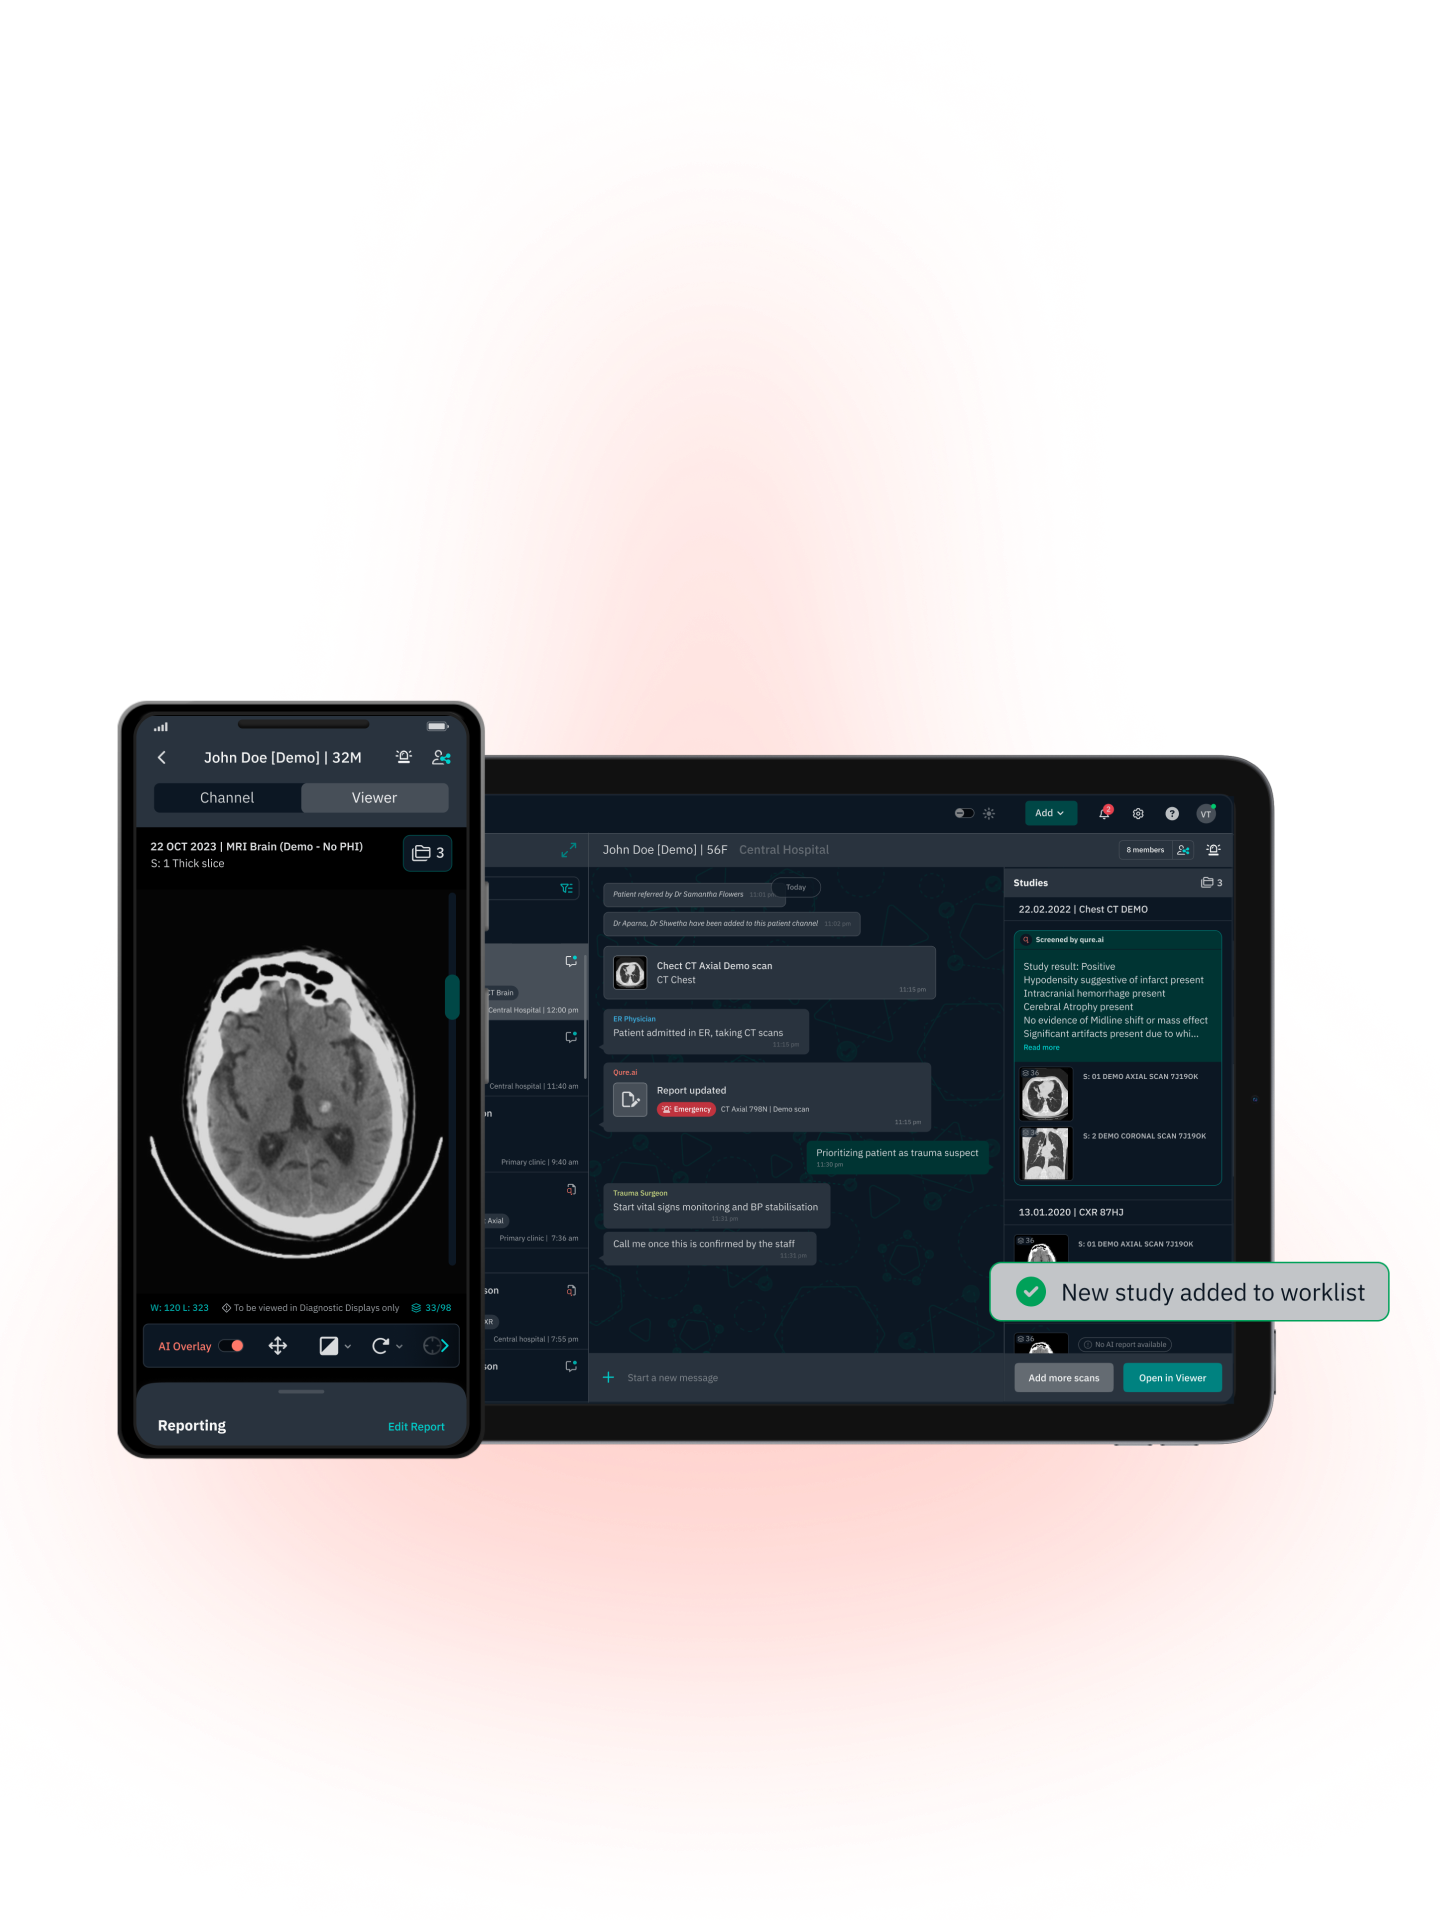 John Doe [Demo] | 32M
Channel
Viewer
22 OCT 2023 | MRI Brain (Demo - No PHI)
S: 1 Thick slice
3
W: 120 L: 323
To be viewed in Diagnostic Displays only
33/98
AI Overlay
Reporting
Edit Report
Add
2
?
VT
CT Brain
Central Hospital | 12:00 pm
Central hospital | 11:40 am
on
Primary clinic | 9:40 am
Axial
Primary clinic | 7:36 am
son
XR
Central hospital | 7:55 pm
son
John Doe [Demo] | 56F Central Hospital
8 members
Today
Patient referred by Dr Samantha Flowers 11:01 pm
Dr Aparna, Dr Shwetha have been added to this patient channel 11:02 pm
Chect CT Axial Demo scan
CT Chest
11:15 pm
ER Physician
Patient admitted in ER, taking CT scans
11:15 pm
Qure.ai
Report updated
Emergency CT Axial 798N | Demo scan
11:15 pm
Prioritizing patient as trauma suspect
11:30 pm
Trauma Surgeon
Start vital signs monitoring and BP stabilisation
11:31 pm
Call me once this is confirmed by the staff
11:31 pm
Start a new message
Studies
3
22.02.2022 | Chest CT DEMO
Screened by qure.ai
Study result: Positive
Hypodensity suggestive of infarct present
Intracranial hemorrhage present
Cerebral Atrophy present
No evidence of Midline shift or mass effect
Significant artifacts present due to whi...
Read more
36
S: 01 DEMO AXIAL SCAN 7J19OK
36
S: 2 DEMO CORONAL SCAN 7J19OK
13.01.2020 | CXR 87HJ
36
S: 01 DEMO AXIAL SCAN 7J19OK
New study added to worklist
36
No AI report available
Add more scans
Open in Viewer